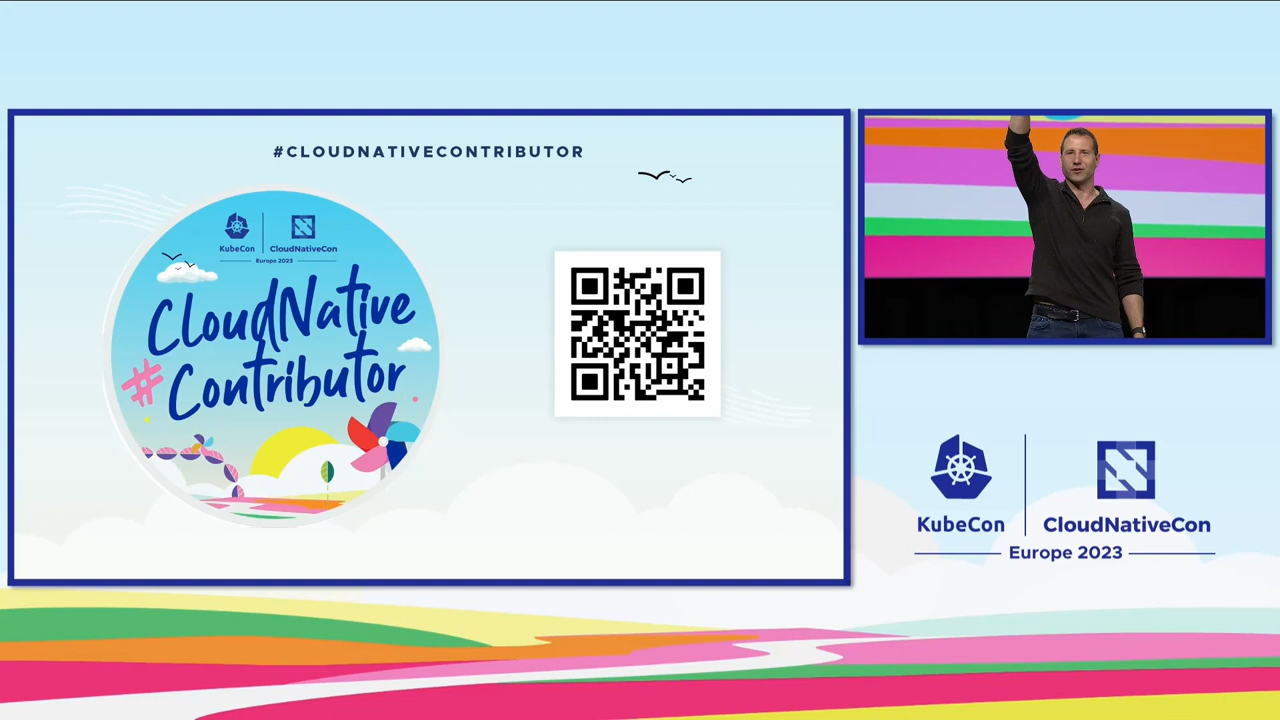 #CLOUDNATIVECONTRIBUTOR
KubeCon
CloudNativeCon
Europe 2023
CloudNative
#Contributor
KubeCon
CloudNativeCon
Europe 2023